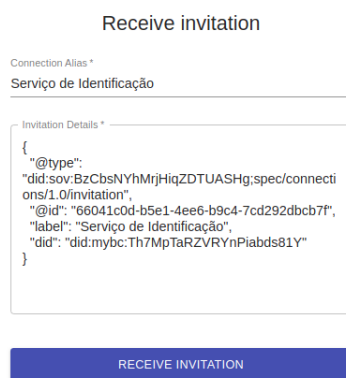 Receive invitation
Connection Alias *
Serviço de Identificação
Invitation Details *
{
"@type":
"did:sov:BzCbsNYhMrjHiqZDTUASHg;spec/connecti
ons/1.0/invitation",
"@id": "66041c0d-b5e1-4ee6-b9c4-7cd292dbcb7f",
"label": "Serviço de Identificação",
"did": "did:mybc:Th7MpTaRZVRYnPiabds81Y"
}
RECEIVE INVITATION